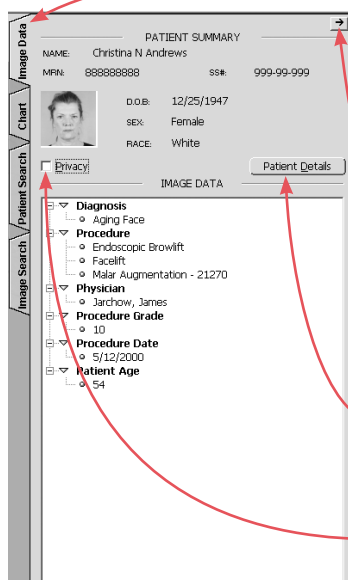 Image Data
Chart
Patient Search
Image Search
PATIENT SUMMARY
NAME: Christina N Andrews
MRN: 888888888 SS#: 999-99-999
D.O.B: 12/25/1947
SEX: Female
RACE: White
Privacy
Patient Details
IMAGE DATA
Diagnosis
Aging Face
Procedure
Endoscopic Browlift
Facelift
Malar Augmentation - 21270
Physician
Jarchow, James
Procedure Grade
10
Procedure Date
5/12/2000
Patient Age
54